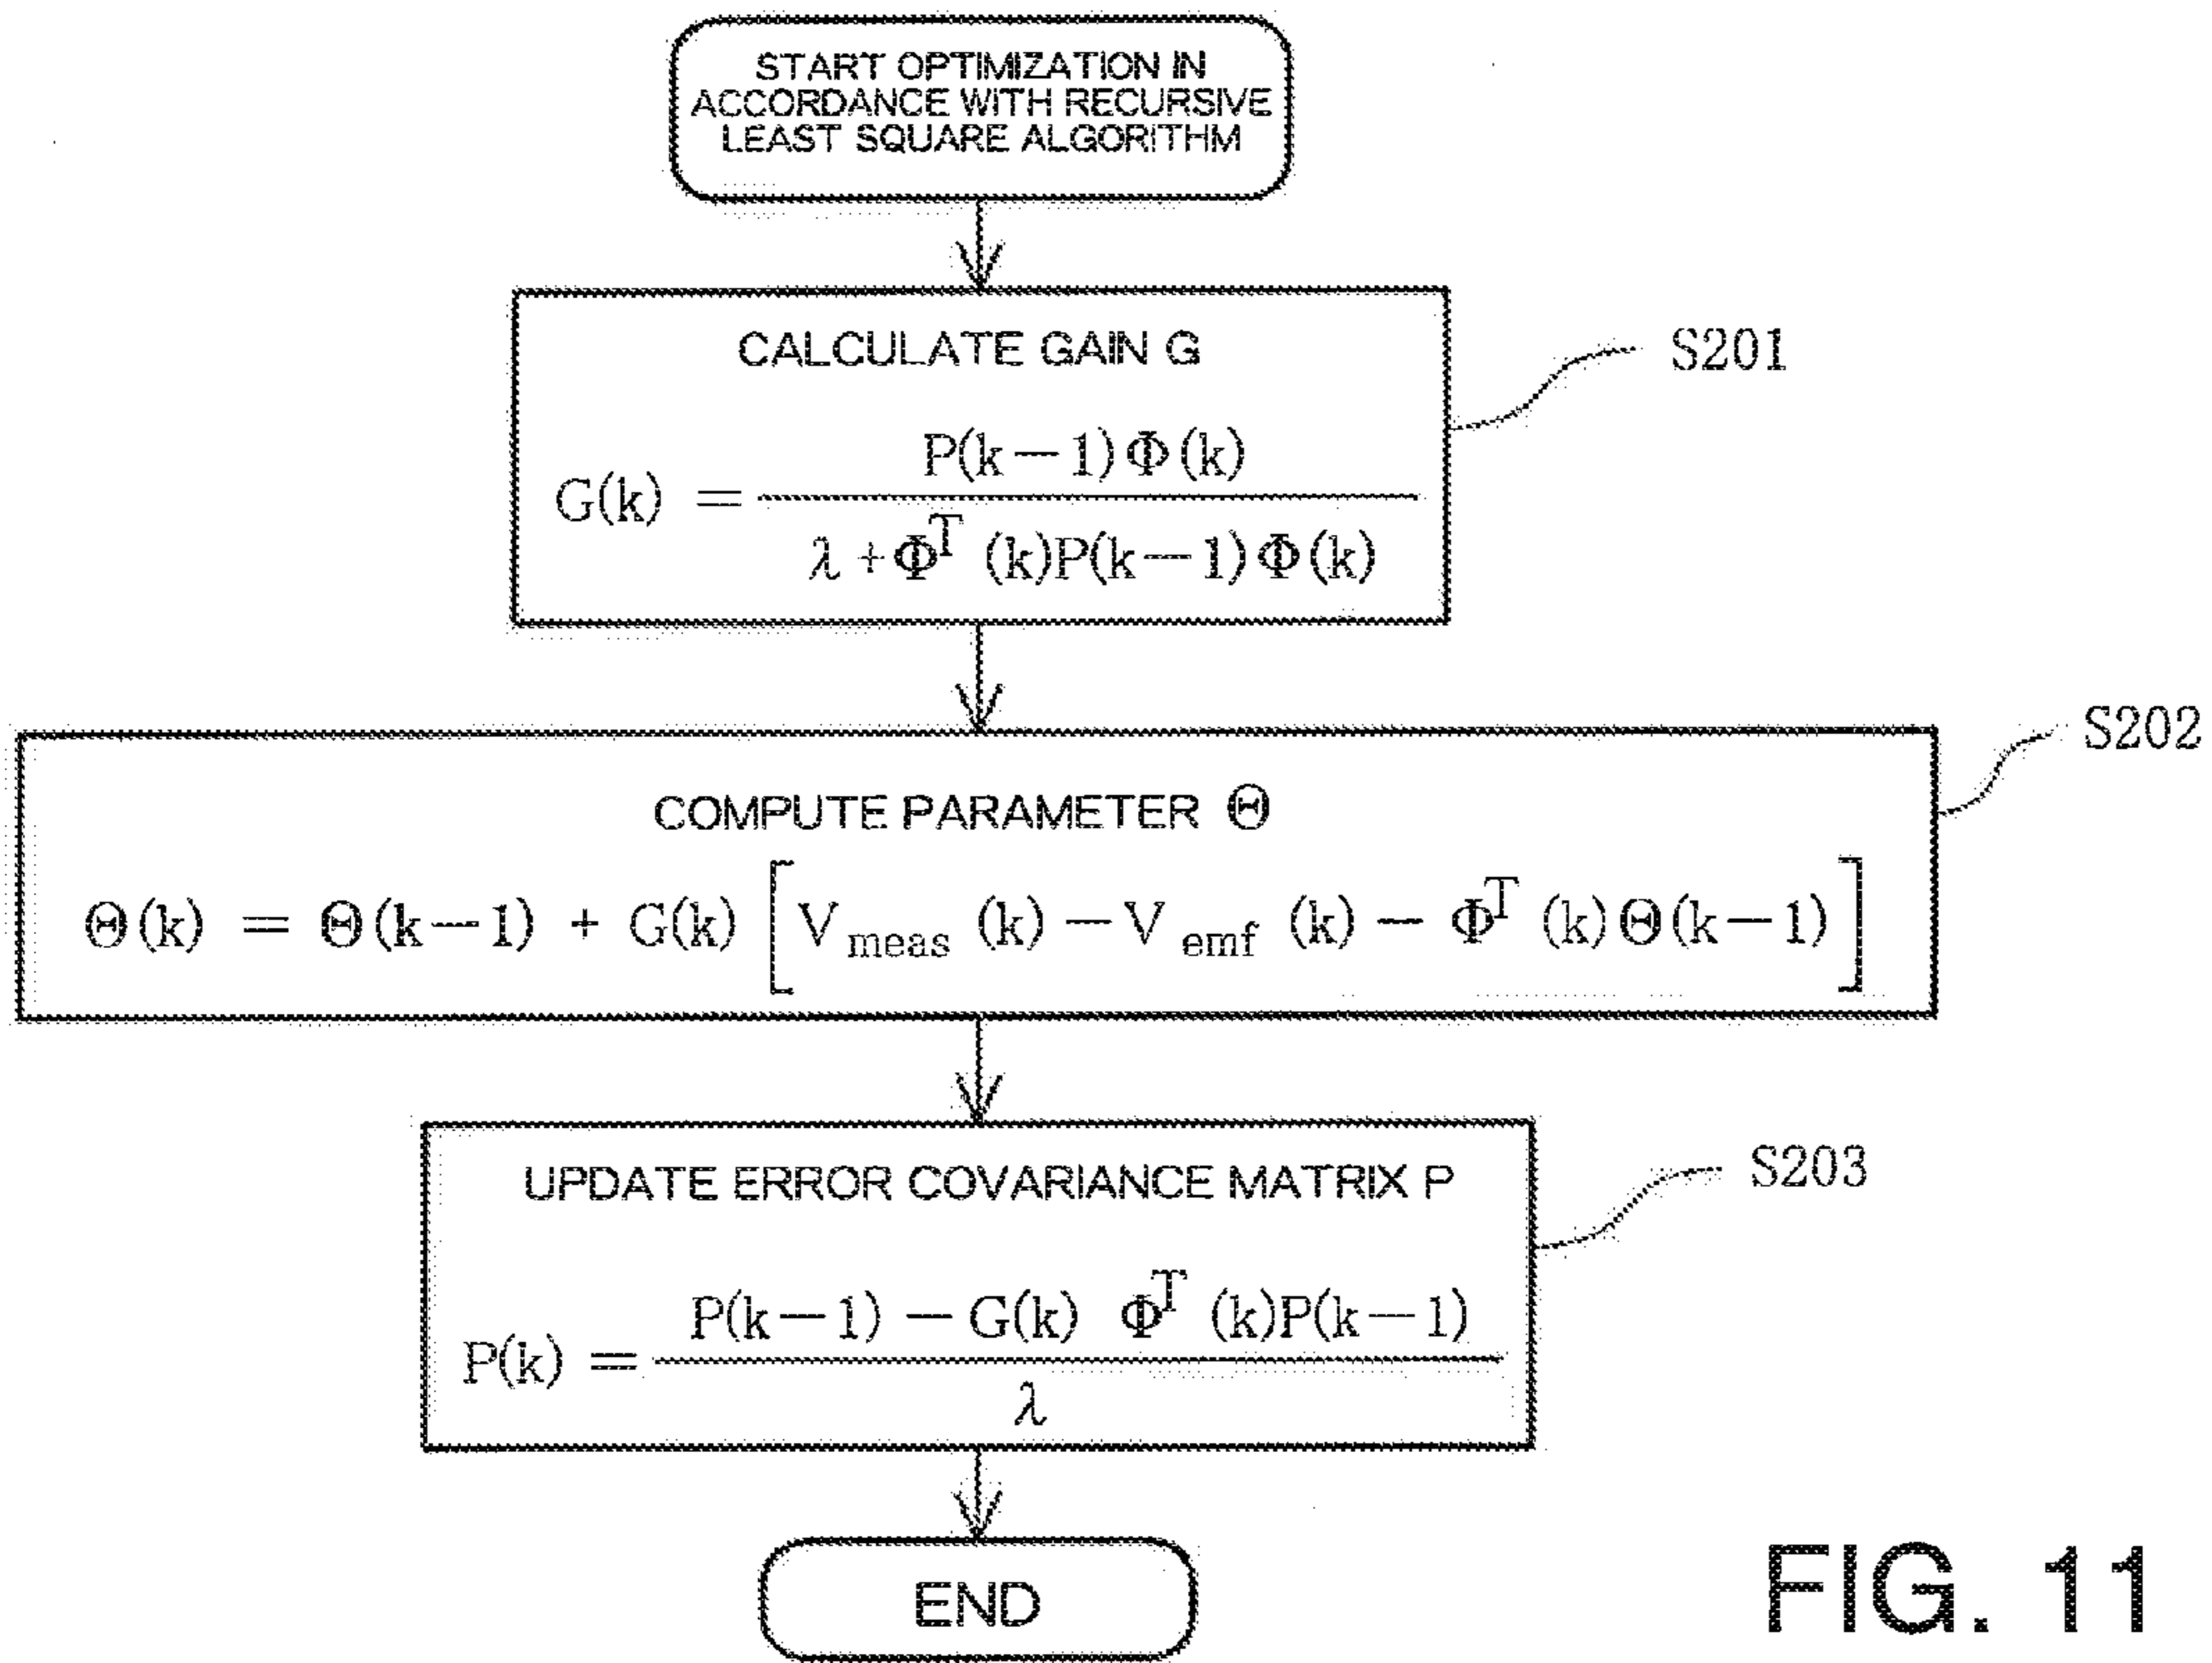 START OPTIMIZATION IN
ACCORDANCE WITH RECURSIVE
LEAST SQUARE ALGORITHM
CALCULATE GAIN G
S201
P(k−1)Φ(k)
G(k) =
λ+Φ^T (k)P(k−1)Φ(k)
S202
COMPUTE PARAMETER Θ
Θ(k) = Θ(k−1) + G(k) [V_meas (k) − V_emf (k) − Φ^T (k)Θ(k−1)]
UPDATE ERROR COVARIANCE MATRIX P
S203
P(k−1) − G(k) Φ^T (k)P(k−1)
P(k) =
λ
END
FIG. 11